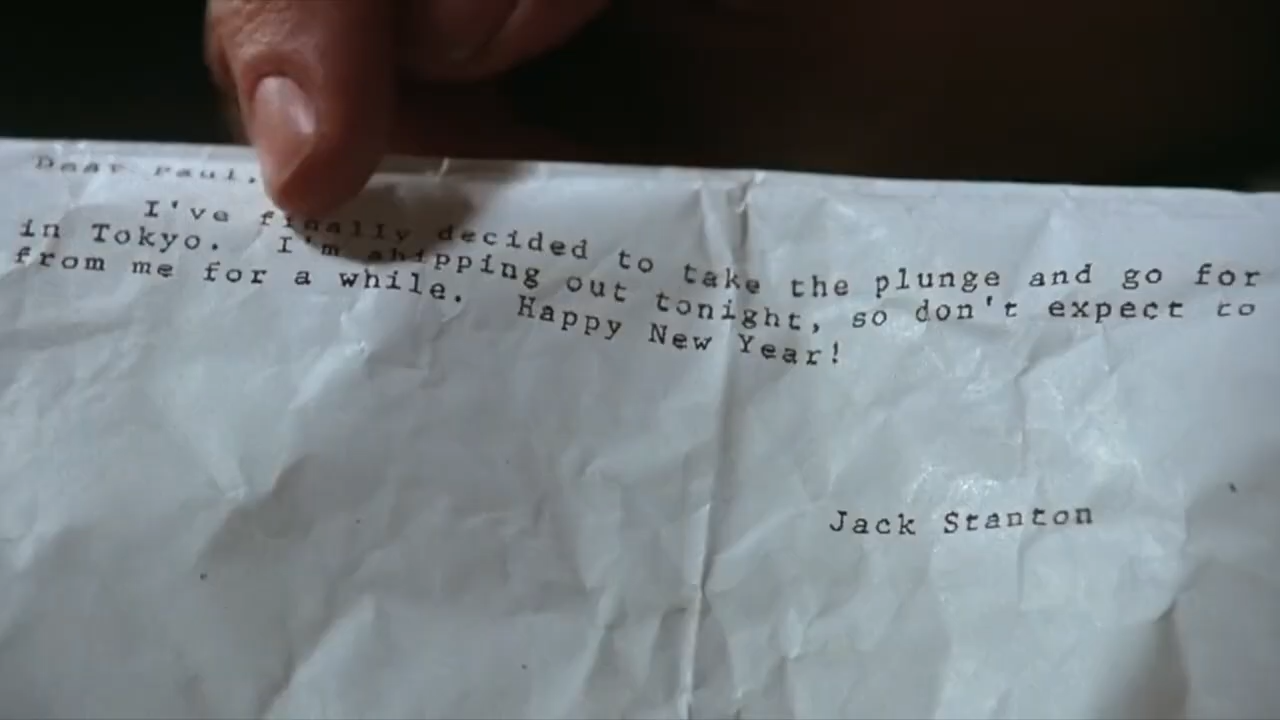 Dear Paul,
I've finally decided to take the plunge and go for
in Tokyo. I'm shipping out tonight, so don't expect to
from me for a while. Happy New Year!
Jack Stanton